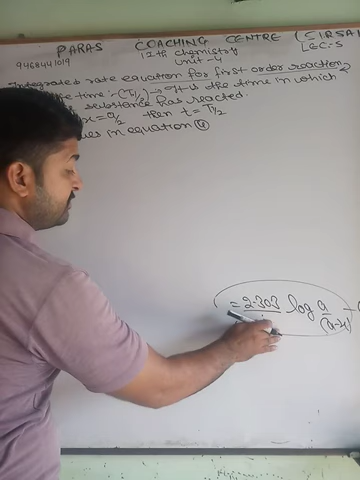 PARAS COACHING CENTRE (SIRSA)
9468441019 12th chemistry LEC-5
unit-4
Integrated rate equation for first order reaction
time :- (T1/2) → It is the time in which
substance has reacted.
x = a/2 then t = T1/2
in equation (4)
= 2.303 log a
(a-x)